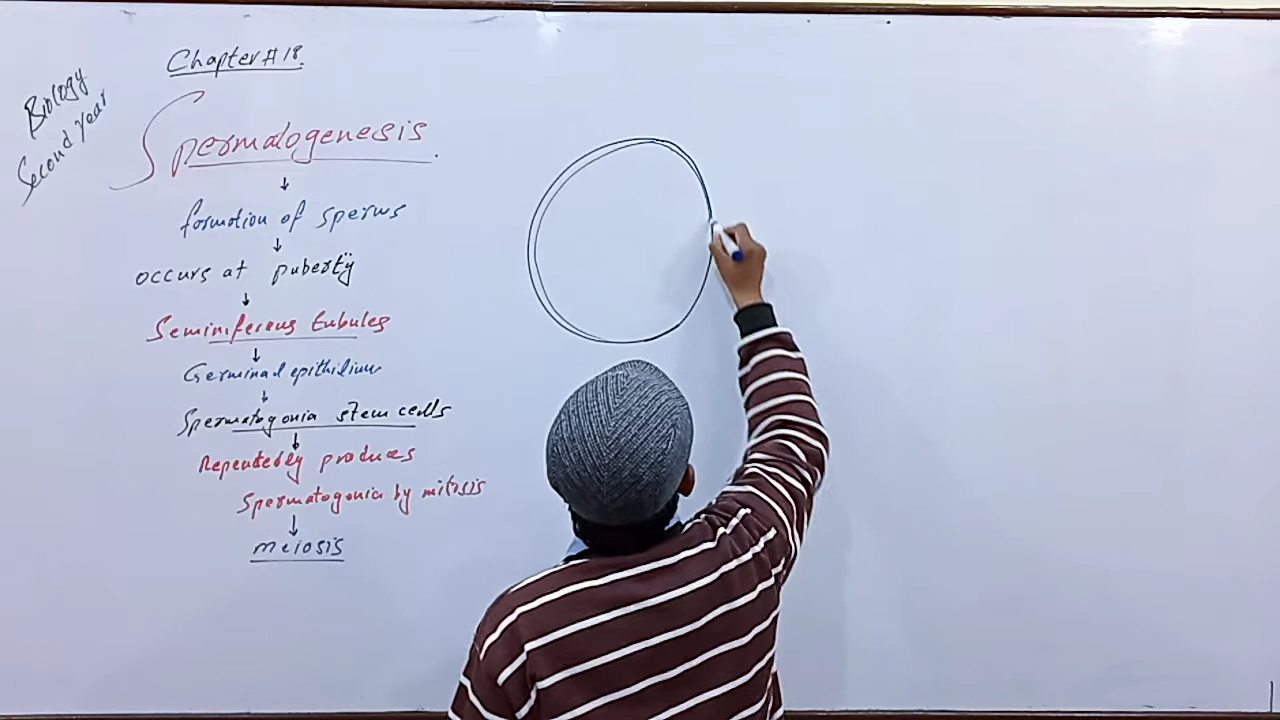 Chapter # 18.
Biology
Second year
Spermatogenesis.
formation of sperms
occurs at puberty
Seminiferous tubules
Germinal epithilium
Spermatogonia stem cells
Repeatedly produces
Spermatogonia by mitosis
meiosis